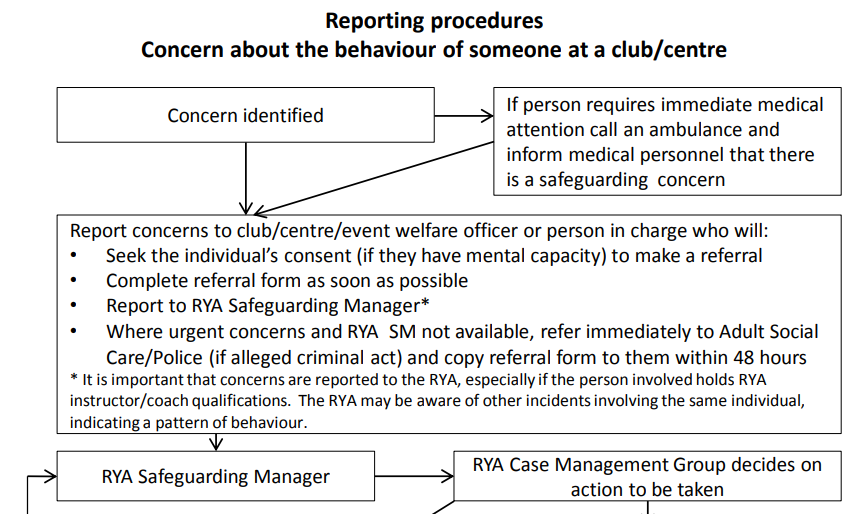 Reporting procedures
Concern about the behaviour of someone at a club/centre
Concern identified
If person requires immediate medical
attention call an ambulance and
inform medical personnel that there
is a safeguarding concern
Report concerns to club/centre/event welfare officer or person in charge who will:
• Seek the individual's consent (if they have mental capacity) to make a referral
• Complete referral form as soon as possible
• Report to RYA Safeguarding Manager*
• Where urgent concerns and RYA SM not available, refer immediately to Adult Social
Care/Police (if alleged criminal act) and copy referral form to them within 48 hours
* It is important that concerns are reported to the RYA, especially if the person involved holds RYA
instructor/coach qualifications. The RYA may be aware of other incidents involving the same individual,
indicating a pattern of behaviour.
RYA Safeguarding Manager
RYA Case Management Group decides on
action to be taken